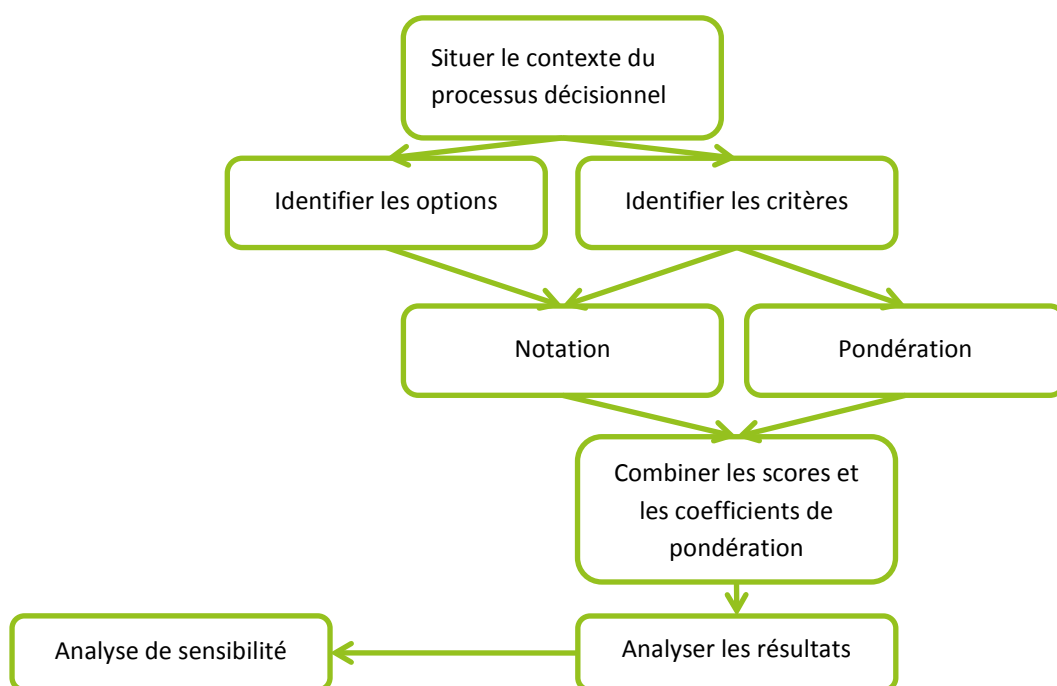 Situer le contexte du
processus décisionnel
Identifier les options
Identifier les critères
Notation
Pondération
Combiner les scores et
les coefficients de
pondération
Analyse de sensibilité
Analyser les résultats